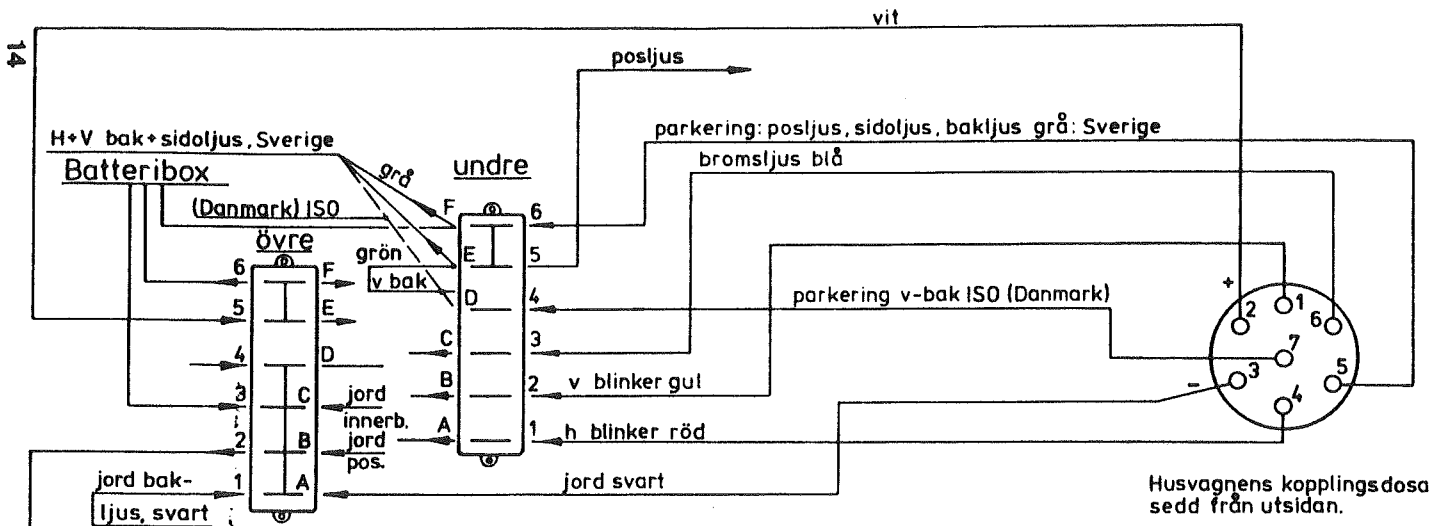 vit
14
posljus
H+V bak+sidoljus, Sverige
parkering: posljus, sidoljus, bakljus grå: Sverige
Batteribox
undre
bromsljus blå
grå
(Danmark) ISO
F
6
övre
grön
E
5
6
F
v bak
D
4
parkering v-bak ISO (Danmark)
+
2
1
6
5
E
7
4
D
C
3
3
5
-
B
2
v blinker gul
4
3
C
jord
innerb.
A
1
h blinker röd
2
B
jord
pos.
jord bak-
ljus, svart
1
A
jord svart
Husvagnens kopplingsdosa
sedd från utsidan.